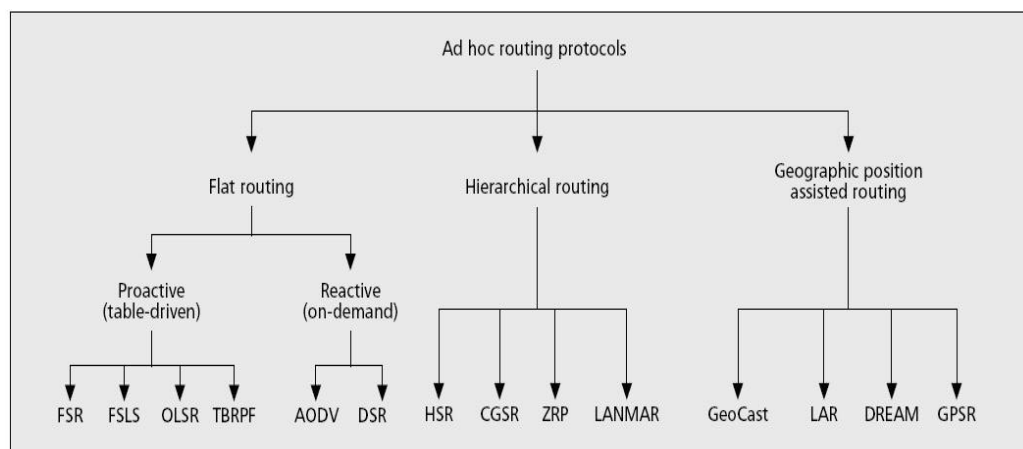 Ad hoc routing protocols
Flat routing
Hierarchical routing
Geographic position
assisted routing
Proactive
(table-driven)
Reactive
(on-demand)
FSR FSLS OLSR TBRPF AODV DSR HSR CGSR ZRP LANMAR GeoCast LAR DREAM GPSR